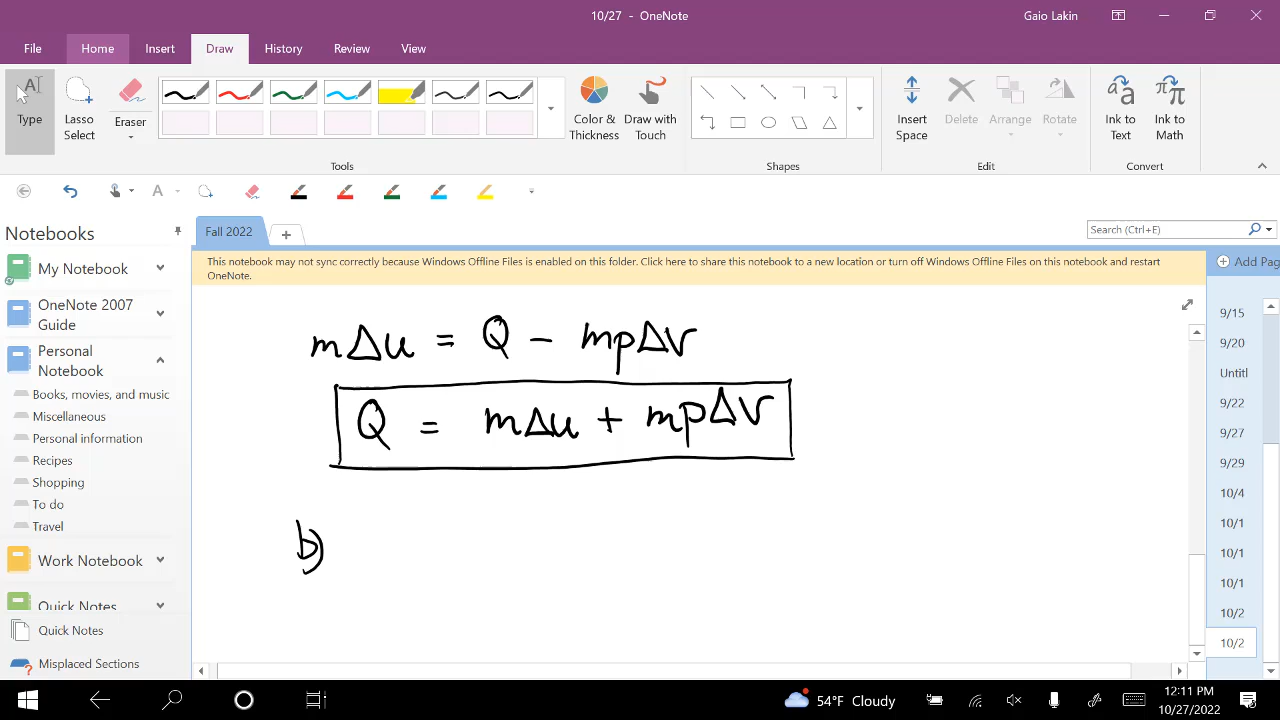 10/27 - OneNote
Gaio Lakin
File Home Insert Draw History Review View
Type
Lasso Select
Eraser
Color & Thickness
Draw with Touch
Insert Space
Delete
Arrange
Rotate
Ink to Text
Ink to Math
Tools
Shapes
Edit
Convert
Notebooks
Fall 2022
Search (Ctrl+E)
This notebook may not sync correctly because Windows Offline Files is enabled on this folder. Click here to share this notebook to a new location or turn off Windows Offline Files on this notebook and restart
OneNote.
Add Pag
My Notebook
OneNote 2007
Guide
Personal
Notebook
Books, movies, and music
Miscellaneous
Personal information
Recipes
Shopping
To do
Travel
Work Notebook
Quick Notes
Quick Notes
Misplaced Sections
mΔu = Q - mpΔv
Q = mΔu + mpΔv
b)
9/15
9/20
Untitl
9/22
9/27
9/29
10/4
10/1
10/1
10/1
10/2
10/2
54°F Cloudy
12:11 PM
10/27/2022